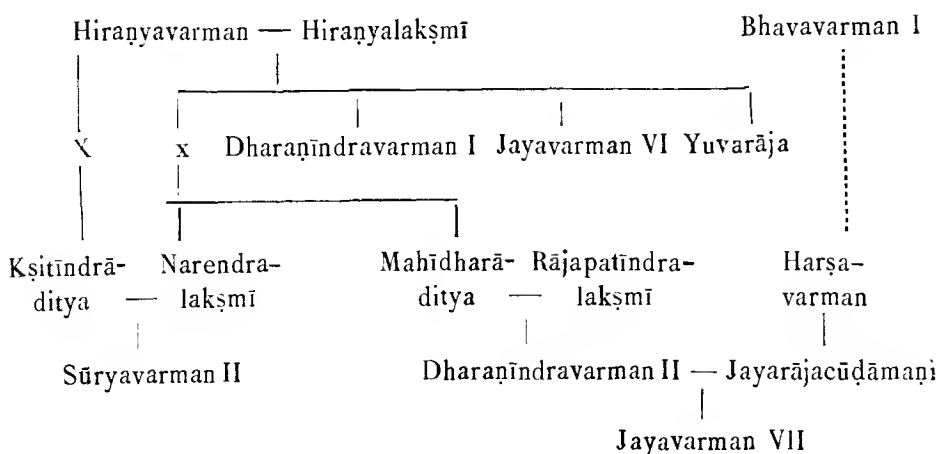 Hiraṇyavarman — Hiraṇyalakṣmī Bhavavarman I
X x Dharaṇīndravarman I Jayavarman VI Yuvarāja
Kṣitīndrā- Narendra- Mahīdharā- Rājapatīndra- Harṣa-
ditya — lakṣmī ditya — lakṣmī varman
Sūryavarman II Dharaṇīndravarman II — Jayarājacūḍāmaṇi
Jayavarman VII